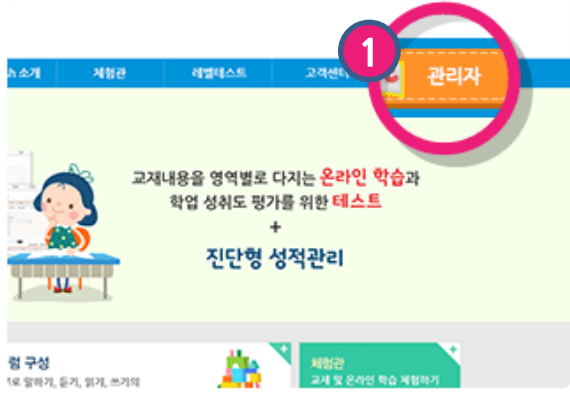 1
소개 체험관 레벨테스트 고객센터 관리자
교재내용을 영역별로 다지는 온라인 학습과
학업 성취도 평가를 위한 테스트
+
진단형 성적관리
럼 구성
말하기, 듣기, 읽기, 쓰기의
체험관
교재 및 온라인 학습 체험하기